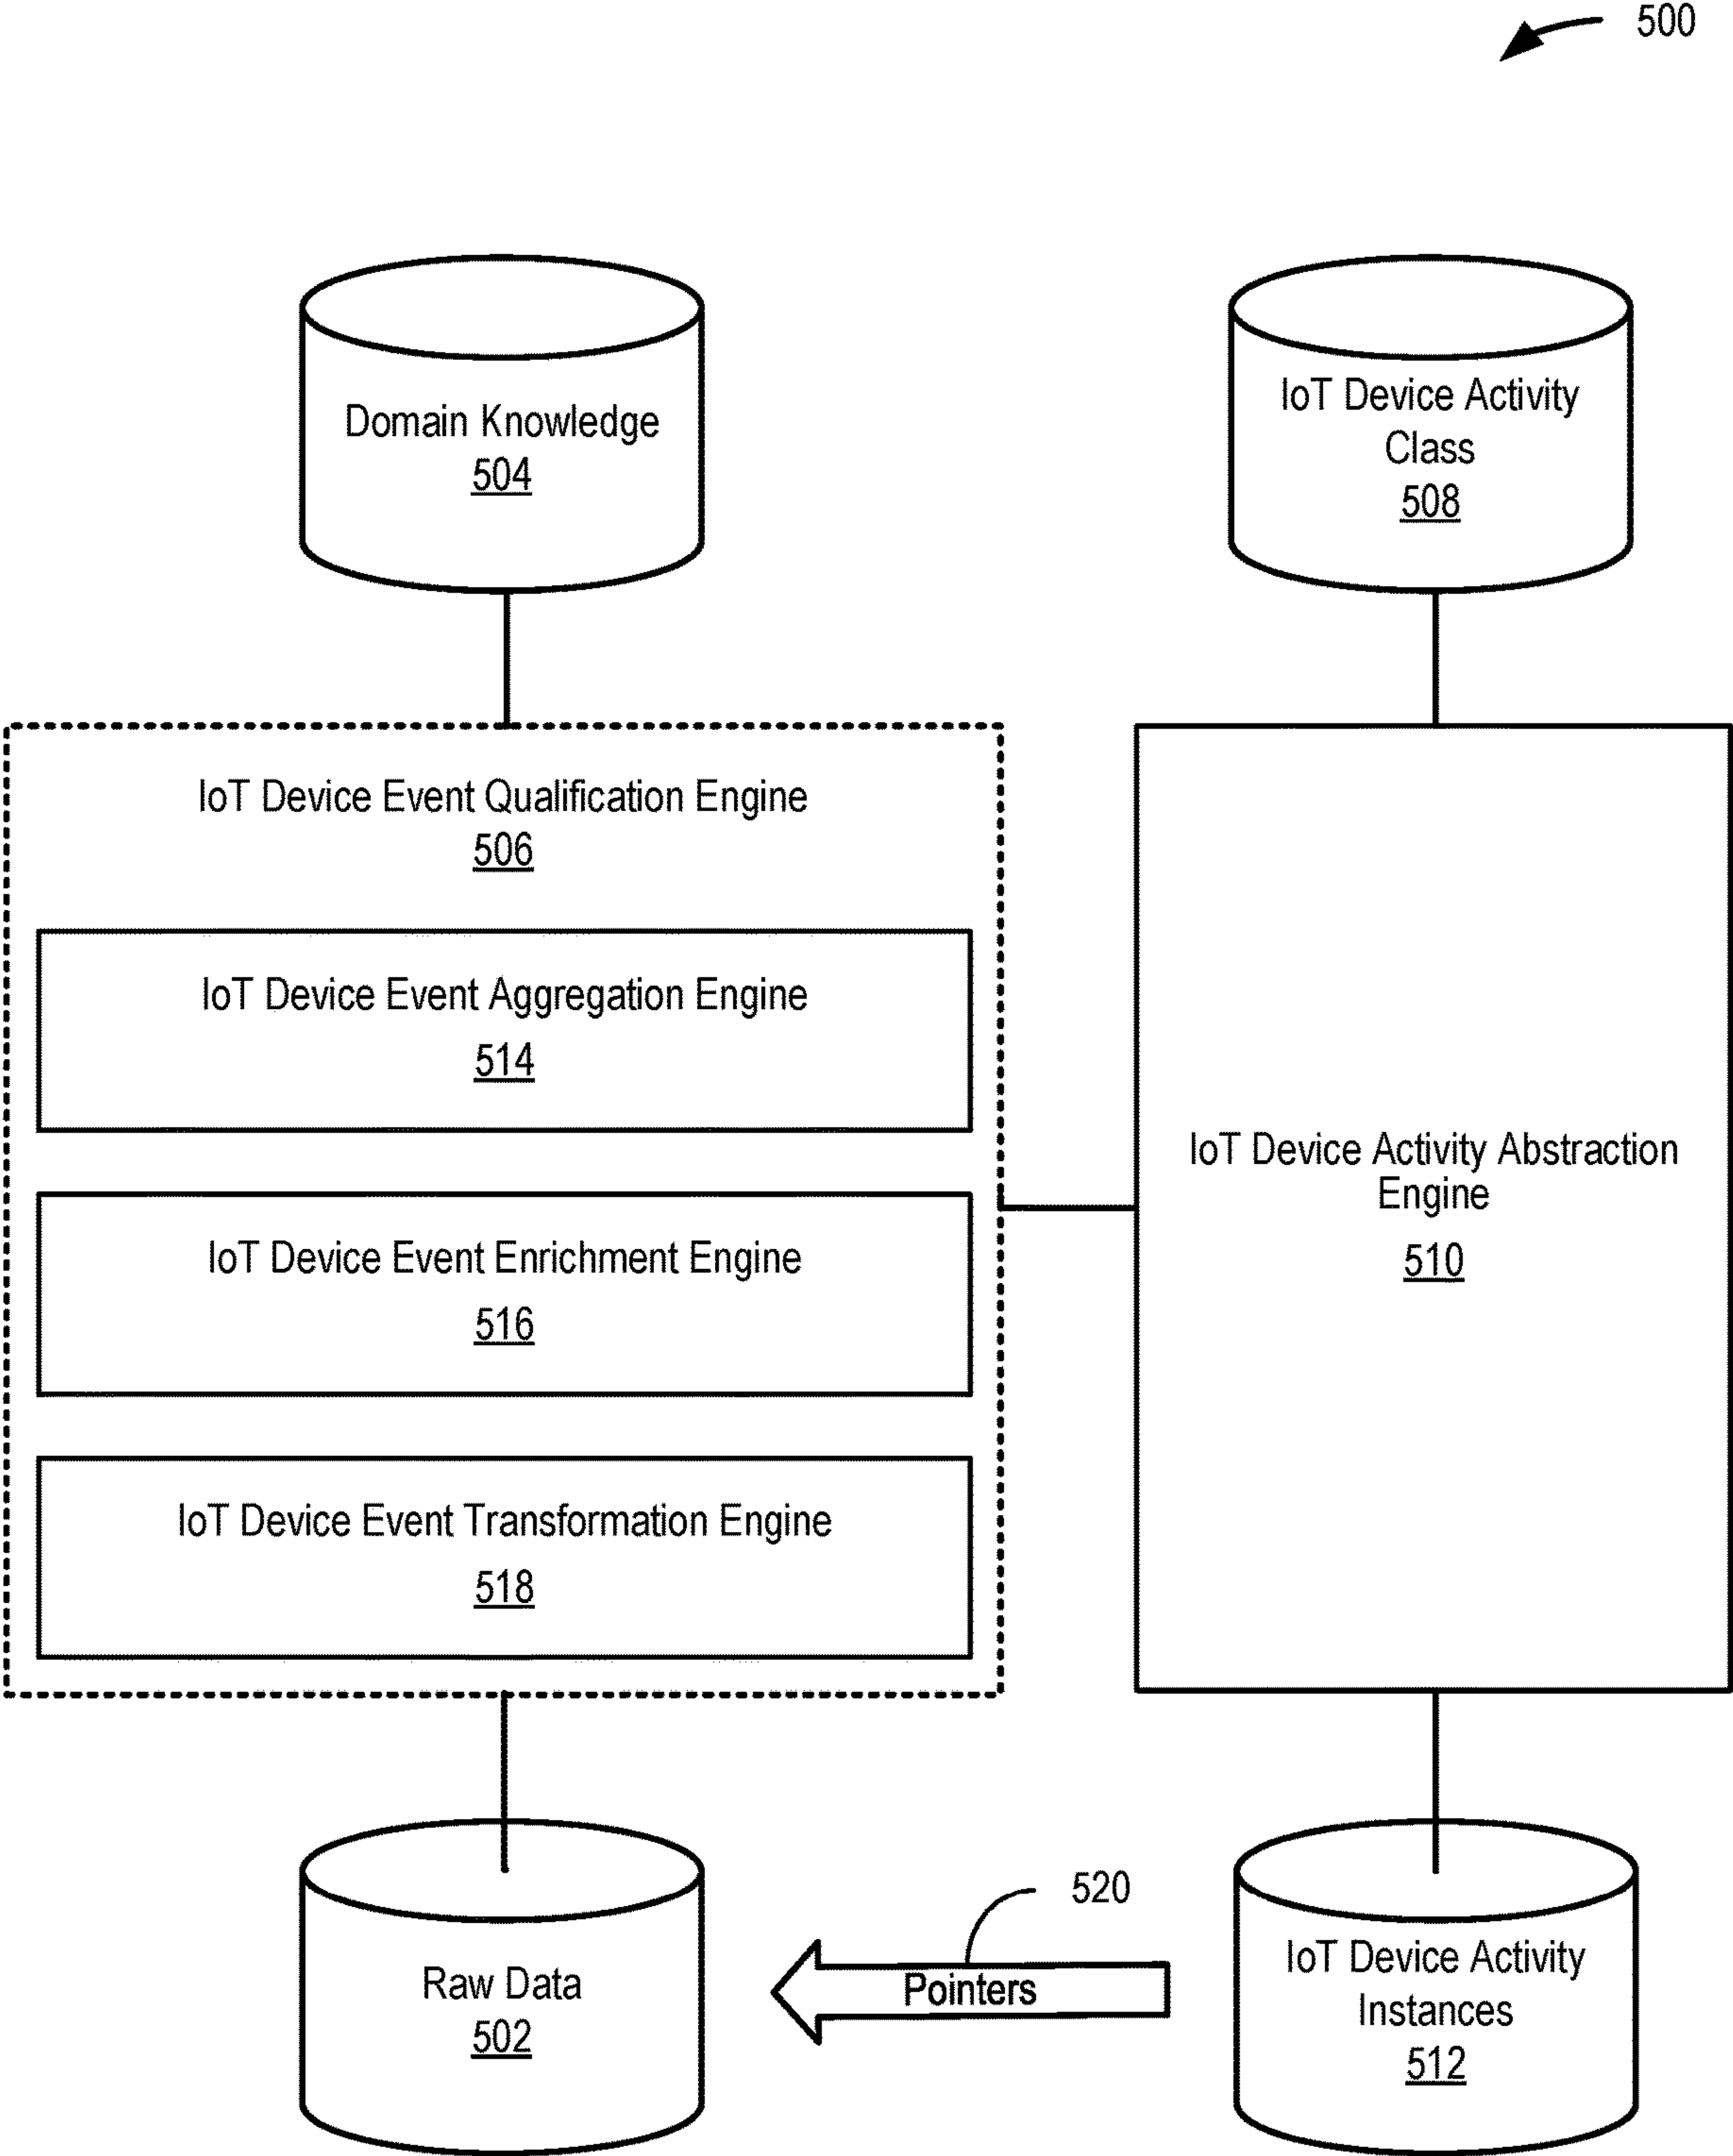 500
Domain Knowledge
504
IoT Device Activity
Class
508
IoT Device Event Qualification Engine
506
IoT Device Event Aggregation Engine
514
IoT Device Event Enrichment Engine
516
IoT Device Event Transformation Engine
518
IoT Device Activity Abstraction
Engine
510
Raw Data
502
520
Pointers
IoT Device Activity
Instances
512